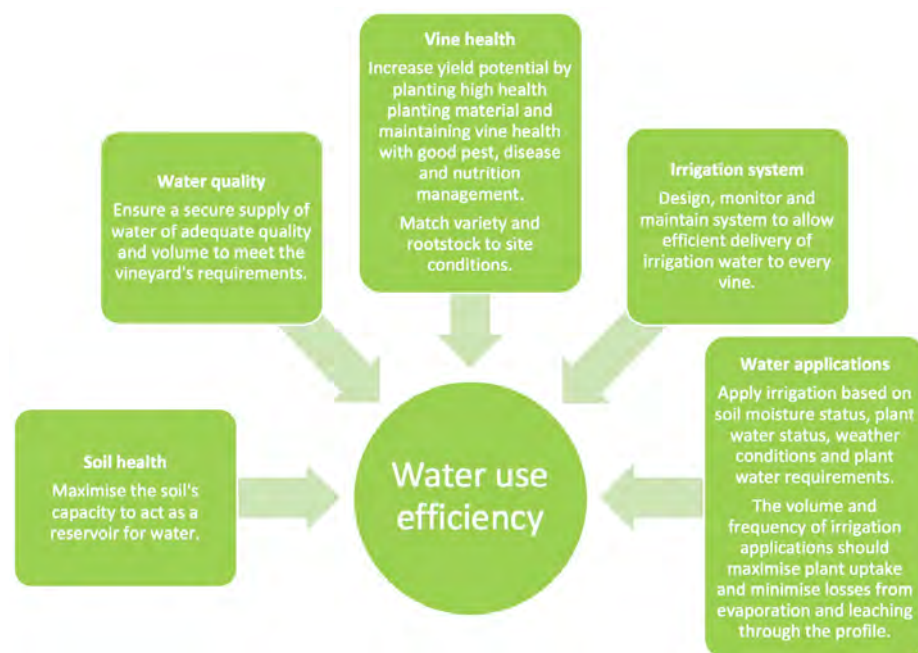 Vine health
Increase yield potential by
planting high health
planting material and
maintaining vine health
with good pest, disease
and nutrition
management.
Match variety and
rootstock to site
conditions.
Water quality
Ensure a secure supply of
water of adequate quality
and volume to meet the
vineyard's requirements.
Irrigation system
Design, monitor and
maintain system to allow
efficient delivery of
irrigation water to every
vine.
Soil health
Maximise the soil's
capacity to act as a
reservoir for water.
Water use
efficiency
Water applications
Apply irrigation based on
soil moisture status, plant
water status, weather
conditions and plant
water requirements.
The volume and
frequency of irrigation
applications should
maximise plant uptake
and minimise losses from
evaporation and leaching
through the profile.